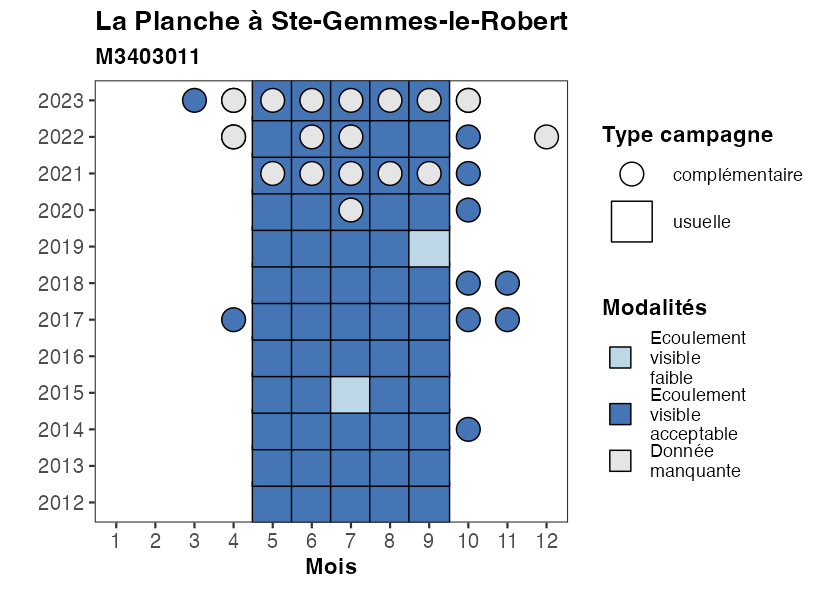 La Planche à Ste-Gemmes-le-Robert
M3403011
2023
2022
2021
2020
2019
2018
2017
2016
2015
2014
2013
2012
1 2 3 4 5 6 7 8 9 10 11 12
Mois
Type campagne
complémentaire
usuelle
Modalités
Ecoulement
visible
faible
Ecoulement
visible
acceptable
Donnée
manquante